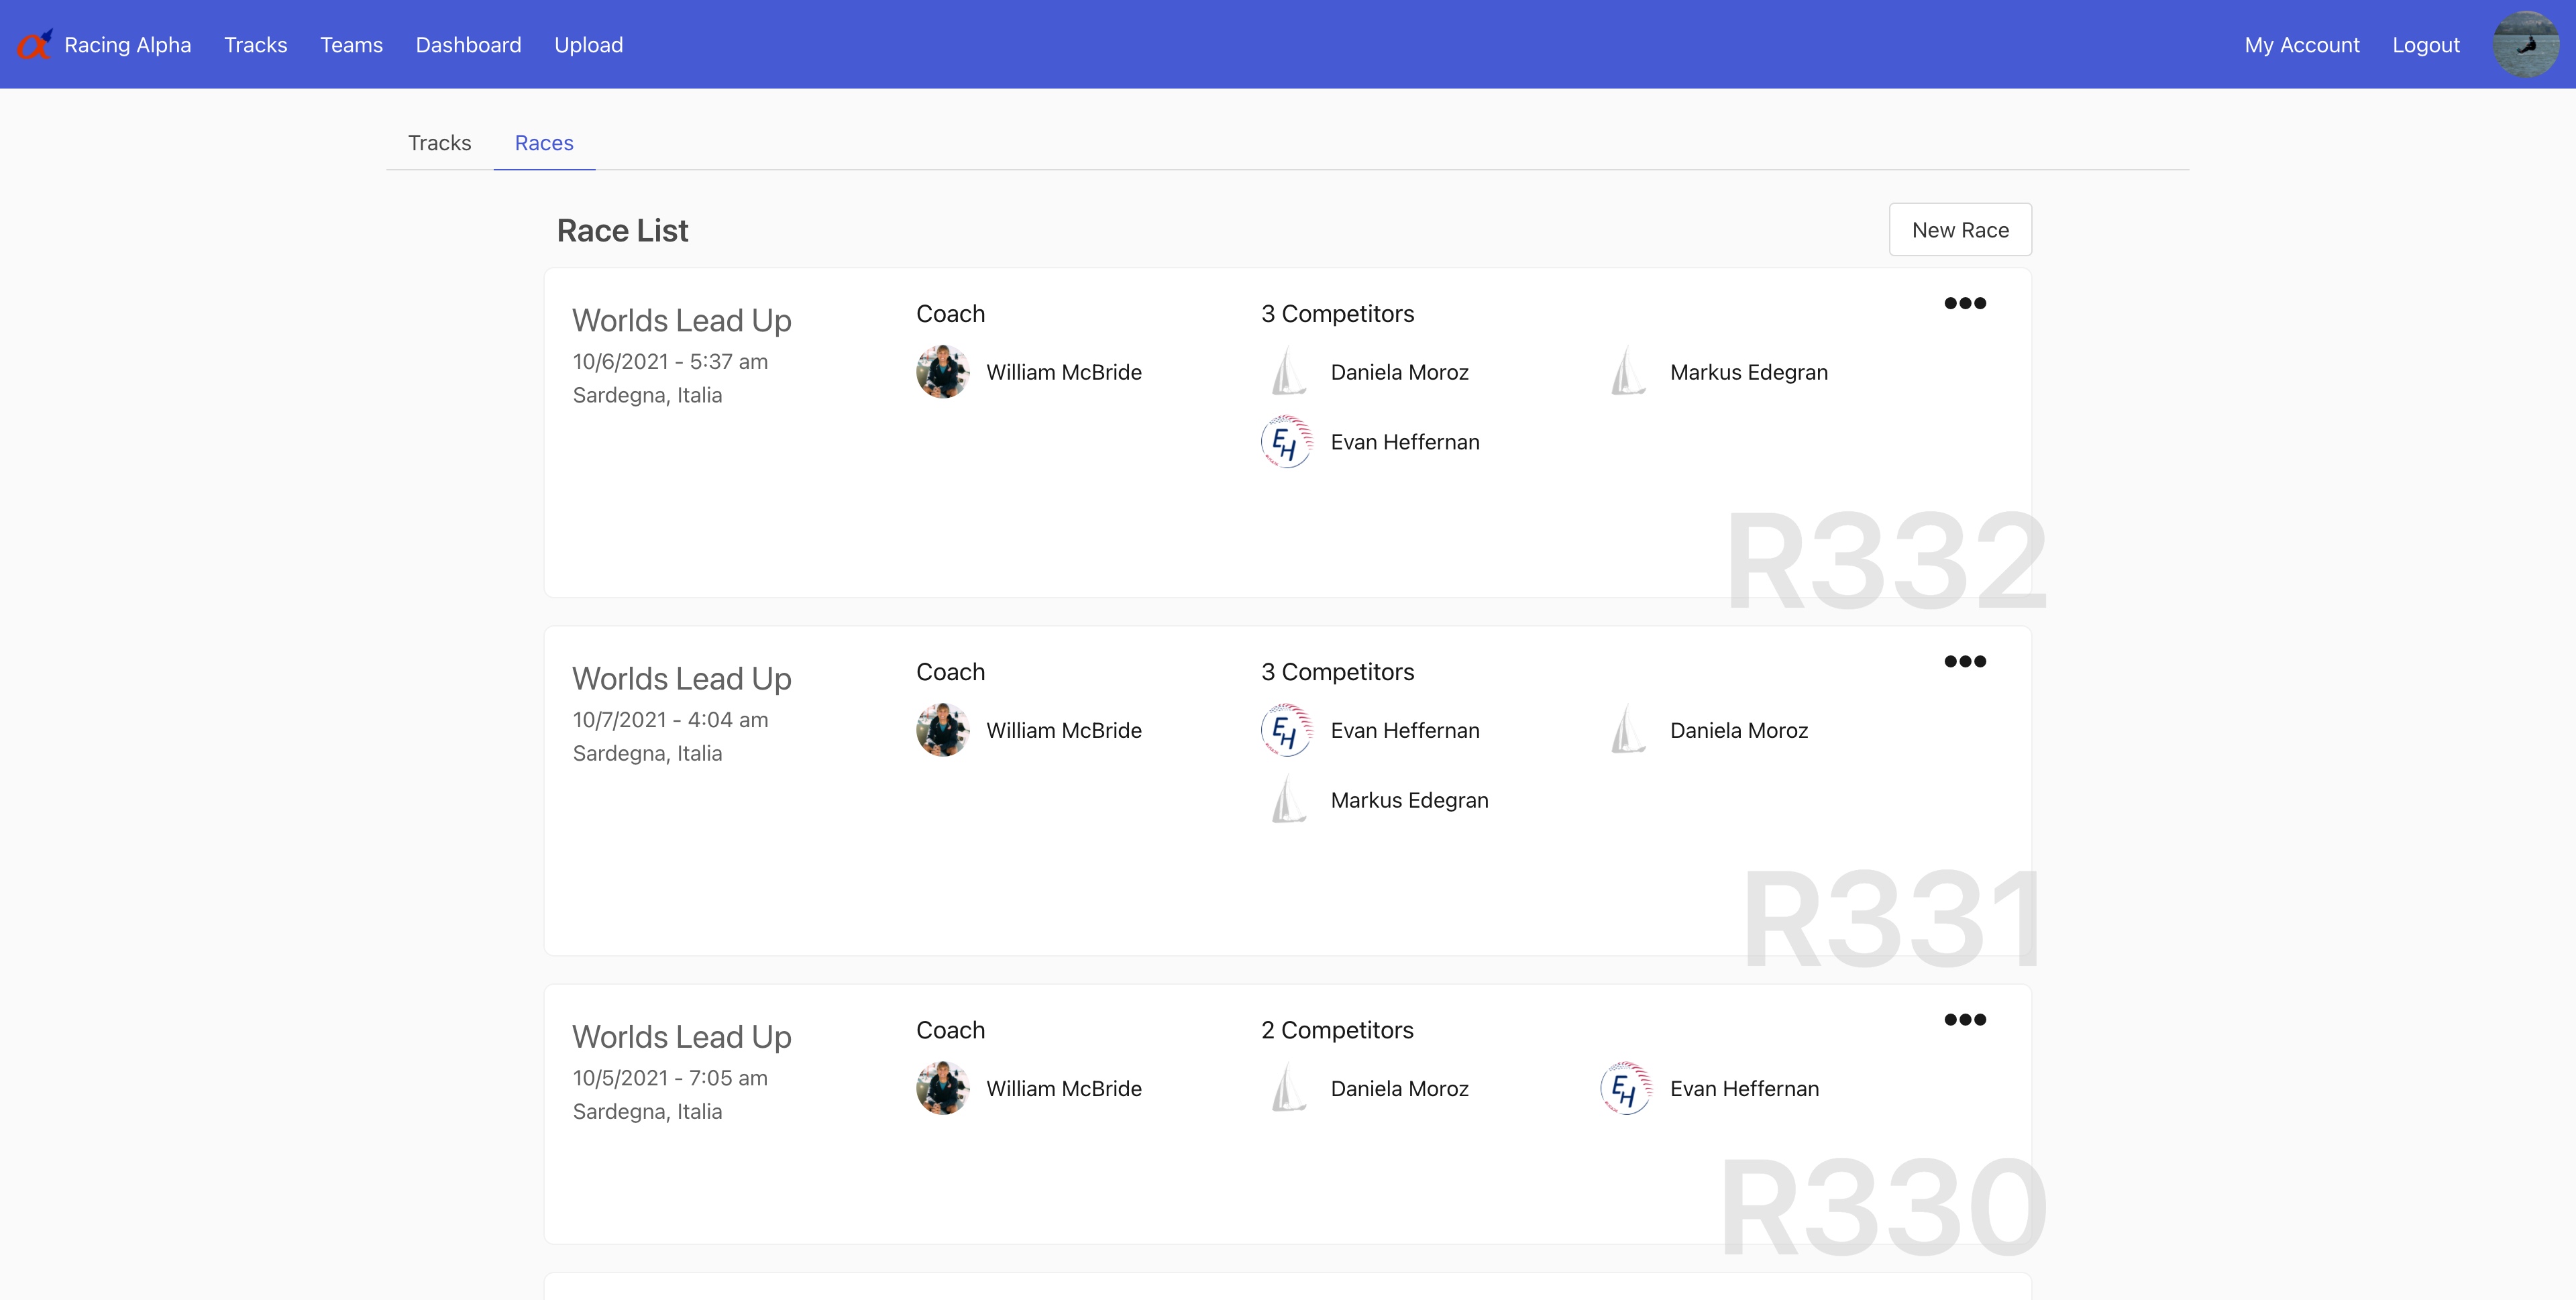 Racing Alpha Tracks Teams Dashboard Upload My Account Logout
Tracks Races
Race List New Race
Worlds Lead Up
10/6/2021 - 5:37 am
Sardegna, Italia
Coach
William McBride
3 Competitors
Daniela Moroz
Markus Edegran
Evan Heffernan
R332
Worlds Lead Up
10/7/2021 - 4:04 am
Sardegna, Italia
Coach
William McBride
3 Competitors
Evan Heffernan
Daniela Moroz
Markus Edegran
R331
Worlds Lead Up
10/5/2021 - 7:05 am
Sardegna, Italia
Coach
William McBride
2 Competitors
Daniela Moroz
Evan Heffernan
R330